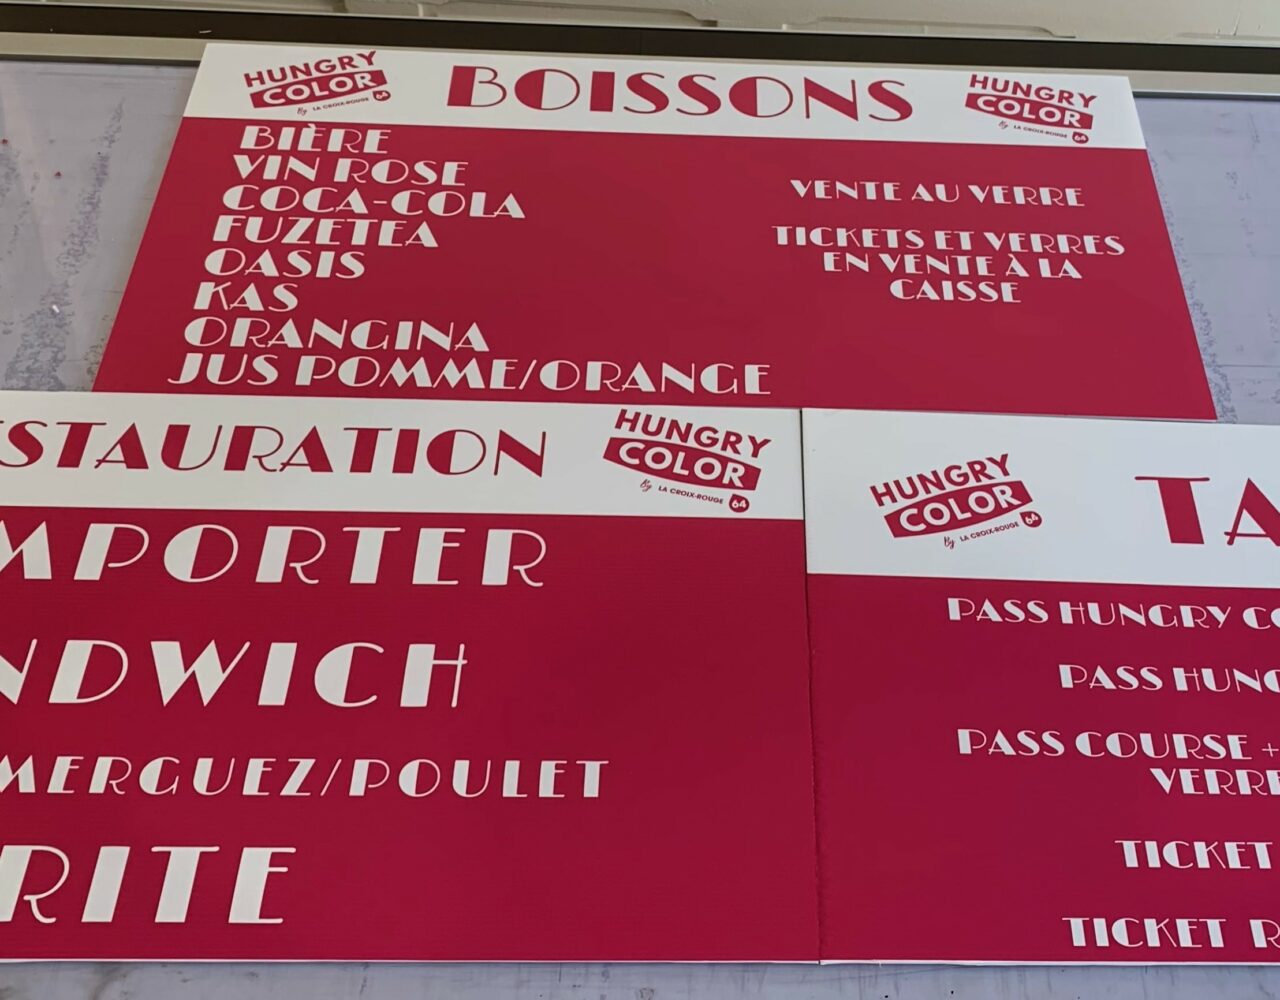 HUNGRY
COLOR
By LA CROIX-ROUGE 64
BOISSONS
HUNGRY
COLOR
By LA CROIX-ROUGE 64
BIÈRE
VIN ROSE
COCA-COLA
FUZETEA
OASIS
KAS
ORANGINA
JUS POMME/ORANGE
VENTE AU VERRE
TICKETS ET VERRES
EN VENTE À LA
CAISSE
STAURATION
HUNGRY
COLOR
By LA CROIX-ROUGE 64
MPORTER
NDWICH
MERGUEZ/POULET
RITE
HUNGRY
COLOR
By LA CROIX-ROUGE 64
TA
PASS HUNGRY CO
PASS HUNG
PASS COURSE +
VERRE
TICKET
TICKET R